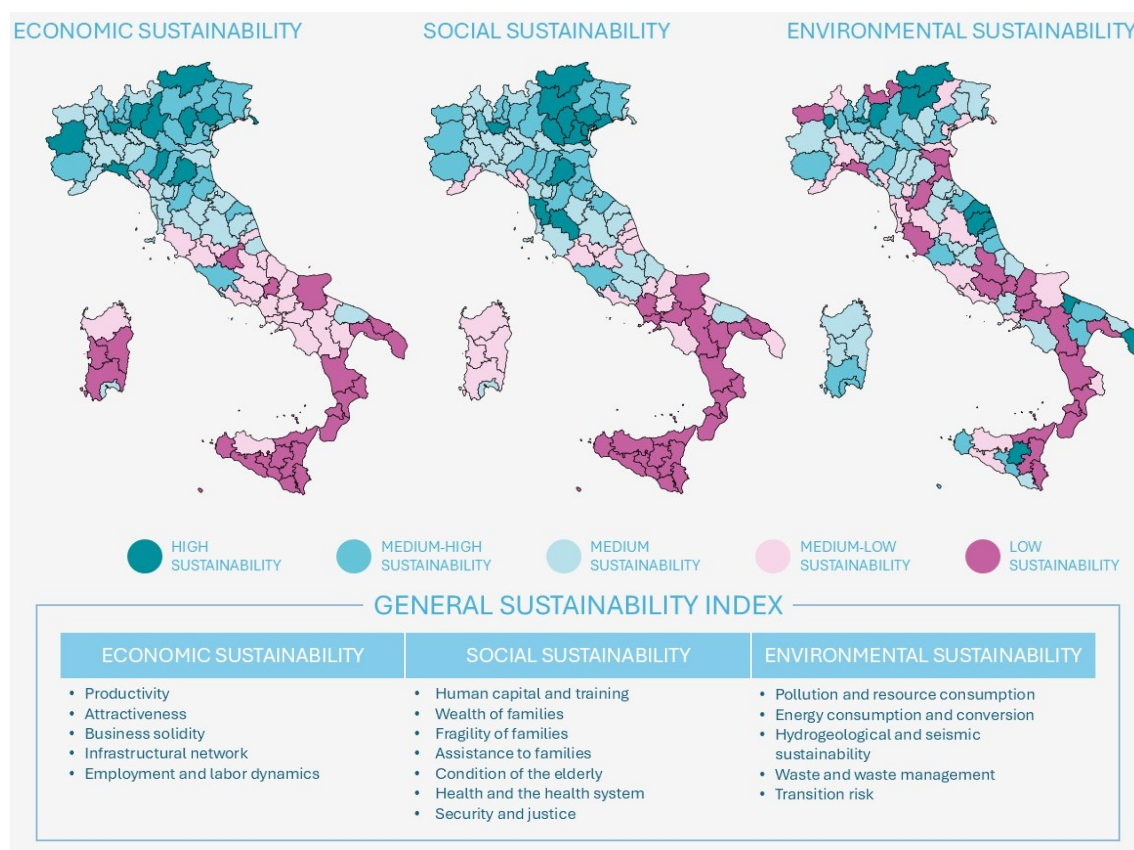 ECONOMIC SUSTAINABILITY
SOCIAL SUSTAINABILITY
ENVIRONMENTAL SUSTAINABILITY
HIGH
SUSTAINABILITY
MEDIUM-HIGH
SUSTAINABILITY
MEDIUM
SUSTAINABILITY
MEDIUM-LOW
SUSTAINABILITY
LOW
SUSTAINABILITY
GENERAL SUSTAINABILITY INDEX
ECONOMIC SUSTAINABILITY
• Productivity
• Attractiveness
• Business solidity
• Infrastructural network
• Employment and labor dynamics
SOCIAL SUSTAINABILITY
• Human capital and training
• Wealth of families
• Fragility of families
• Assistance to families
• Condition of the elderly
• Health and the health system
• Security and justice
ENVIRONMENTAL SUSTAINABILITY
• Pollution and resource consumption
• Energy consumption and conversion
• Hydrogeological and seismic
sustainability
• Waste and waste management
• Transition risk